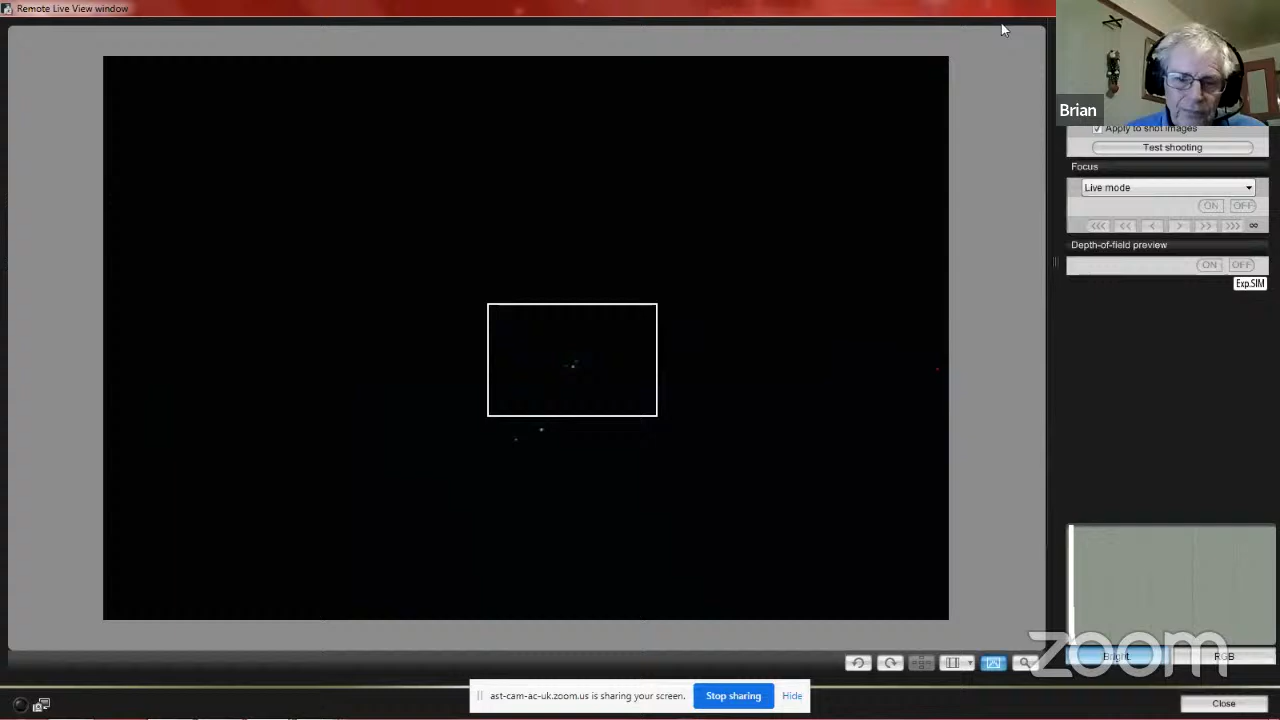 Remote Live View window
Brian
Apply to shot images
Test shooting
Focus
Live mode
ON OFF
<<< << < > >> >>> ∞
Depth-of-field preview
ON OFF
Exp.SIM
zoom
Bright RGB
ast-cam-ac-uk.zoom.us is sharing your screen. Stop sharing Hide
Close